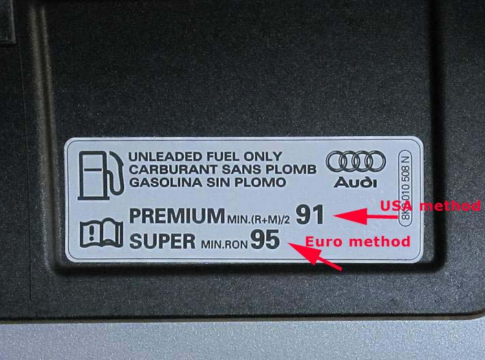 UNLEADED FUEL ONLY
CARBURANT SANS PLOMB
GASOLINA SIN PLOMO
Audi
PREMIUM MIN.(R+M)/2 91
USA method
SUPER MIN.RON 95
Euro method